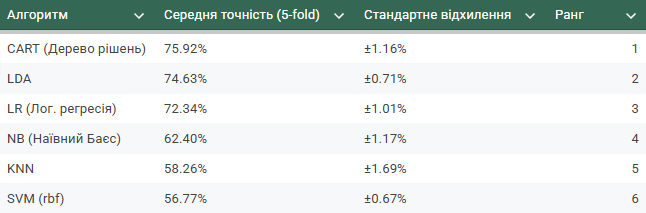 Алгоритм Середня точність (5-fold) Стандартне відхилення Ранг
CART (Дерево рішень) 75.92% ±1.16% 1
LDA 74.63% ±0.71% 2
LR (Лог. регресія) 72.34% ±1.01% 3
NB (Наївний Баєс) 62.40% ±1.17% 4
KNN 58.26% ±1.69% 5
SVM (rbf) 56.77% ±0.67% 6